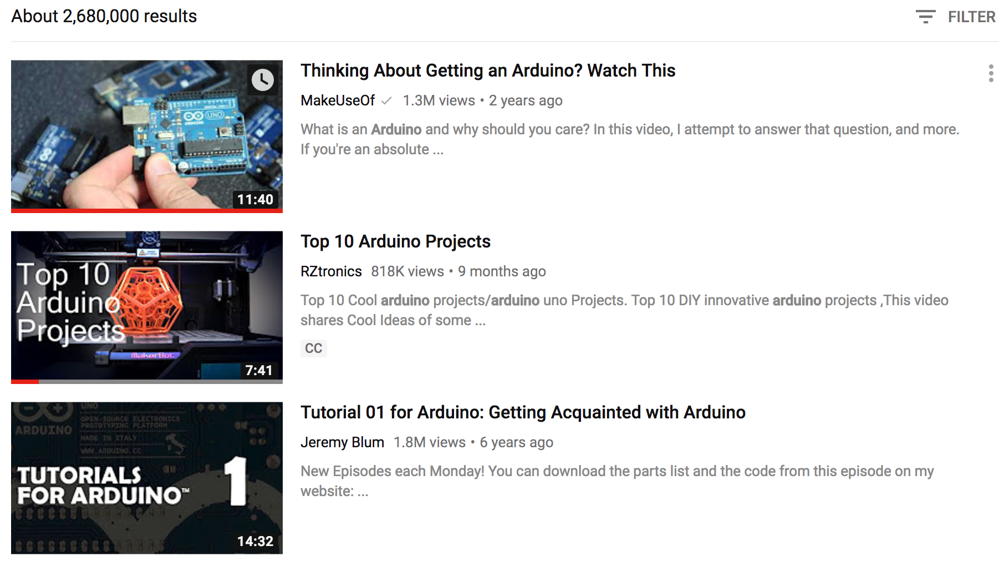 About 2,680,000 results
FILTER
ARDUINO
UNO
11:40
Thinking About Getting an Arduino? Watch This
MakeUseOf 1.3M views • 2 years ago
What is an Arduino and why should you care? In this video, I attempt to answer that question, and more.
If you're an absolute ...
Top 10
Arduino
Projects
MakerBot
7:41
Top 10 Arduino Projects
RZtronics 818K views • 9 months ago
Top 10 Cool arduino projects/arduino uno Projects. Top 10 DIY innovative arduino projects ,This video
shares Cool Ideas of some ...
CC
UNO
OPEN-SOURCE ELECTRONICS
PROTOTYPING PLATFORM
ARDUINO
MADE IN ITALY
WWW.ARDUINO.CC
TUTORIALS
FOR ARDUINO™
1
14:32
Tutorial 01 for Arduino: Getting Acquainted with Arduino
Jeremy Blum 1.8M views • 6 years ago
New Episodes each Monday! You can download the parts list and the code from this episode on my
website: ...